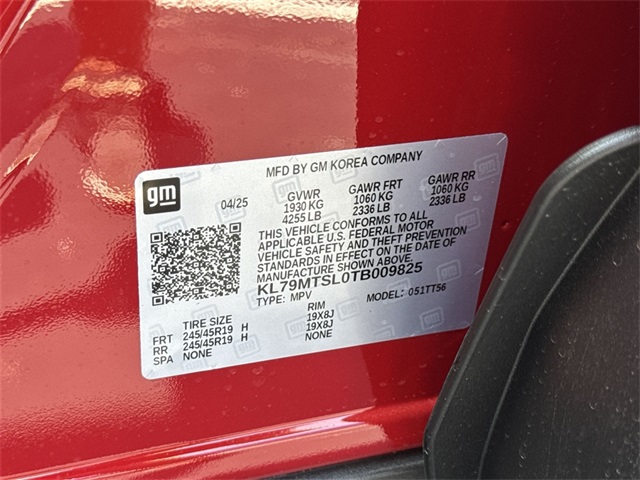 MFD BY GM KOREA COMPANY
gm
04/25
GVWR GAWR FRT GAWR RR
1930 KG 1060 KG 1060 KG
4255 LB 2336 LB 2336 LB
THIS VEHICLE CONFORMS TO ALL
APPLICABLE U.S. FEDERAL MOTOR
VEHICLE SAFETY AND THEFT PREVENTION
STANDARDS IN EFFECT ON THE DATE OF
MANUFACTURE SHOWN ABOVE.
KL79MTSL0TB009825
TYPE: MPV MODEL: 051TT56
TIRE SIZE RIM
FRT 245/45R19 H 19X8J
RR 245/45R19 H 19X8J
SPA NONE NONE